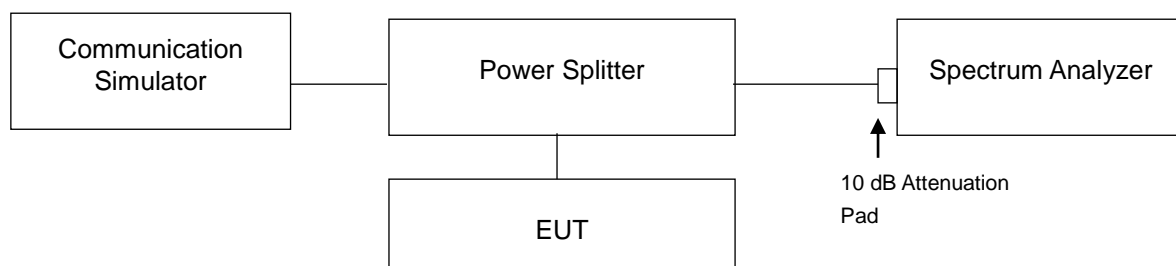 Communication
Simulator
Power Splitter
Spectrum Analyzer
10 dB Attenuation
Pad
EUT